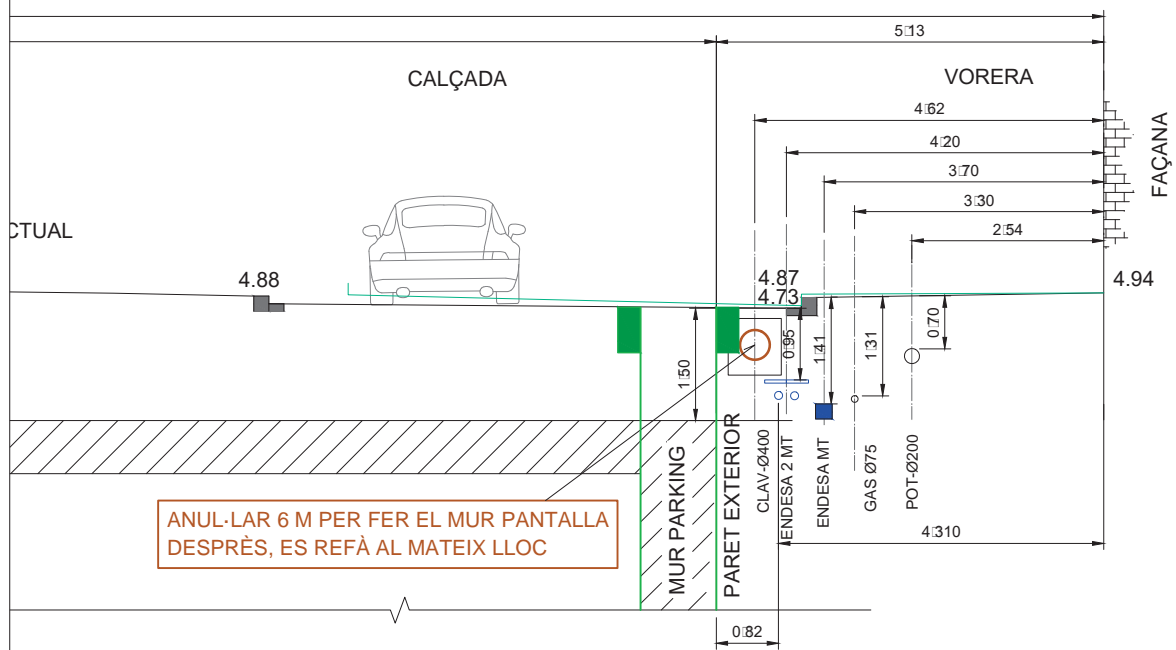 5▯13
CALÇADA
VORERA
4▯62
4▯20
FAÇANA
3▯70
3▯30
CTUAL
2▯54
4.88
4.87
4.94
4.73
0▯70
0▯95
1▯41
1▯31
1▯50
MUR PARKING
PARET EXTERIOR
CLAV-Ø400
ENDESA 2 MT
ENDESA MT
GAS Ø75
POT-Ø200
ANUL·LAR 6 M PER FER EL MUR PANTALLA
DESPRÈS, ES REFÀ AL MATEIX LLOC
4▯310
0▯82